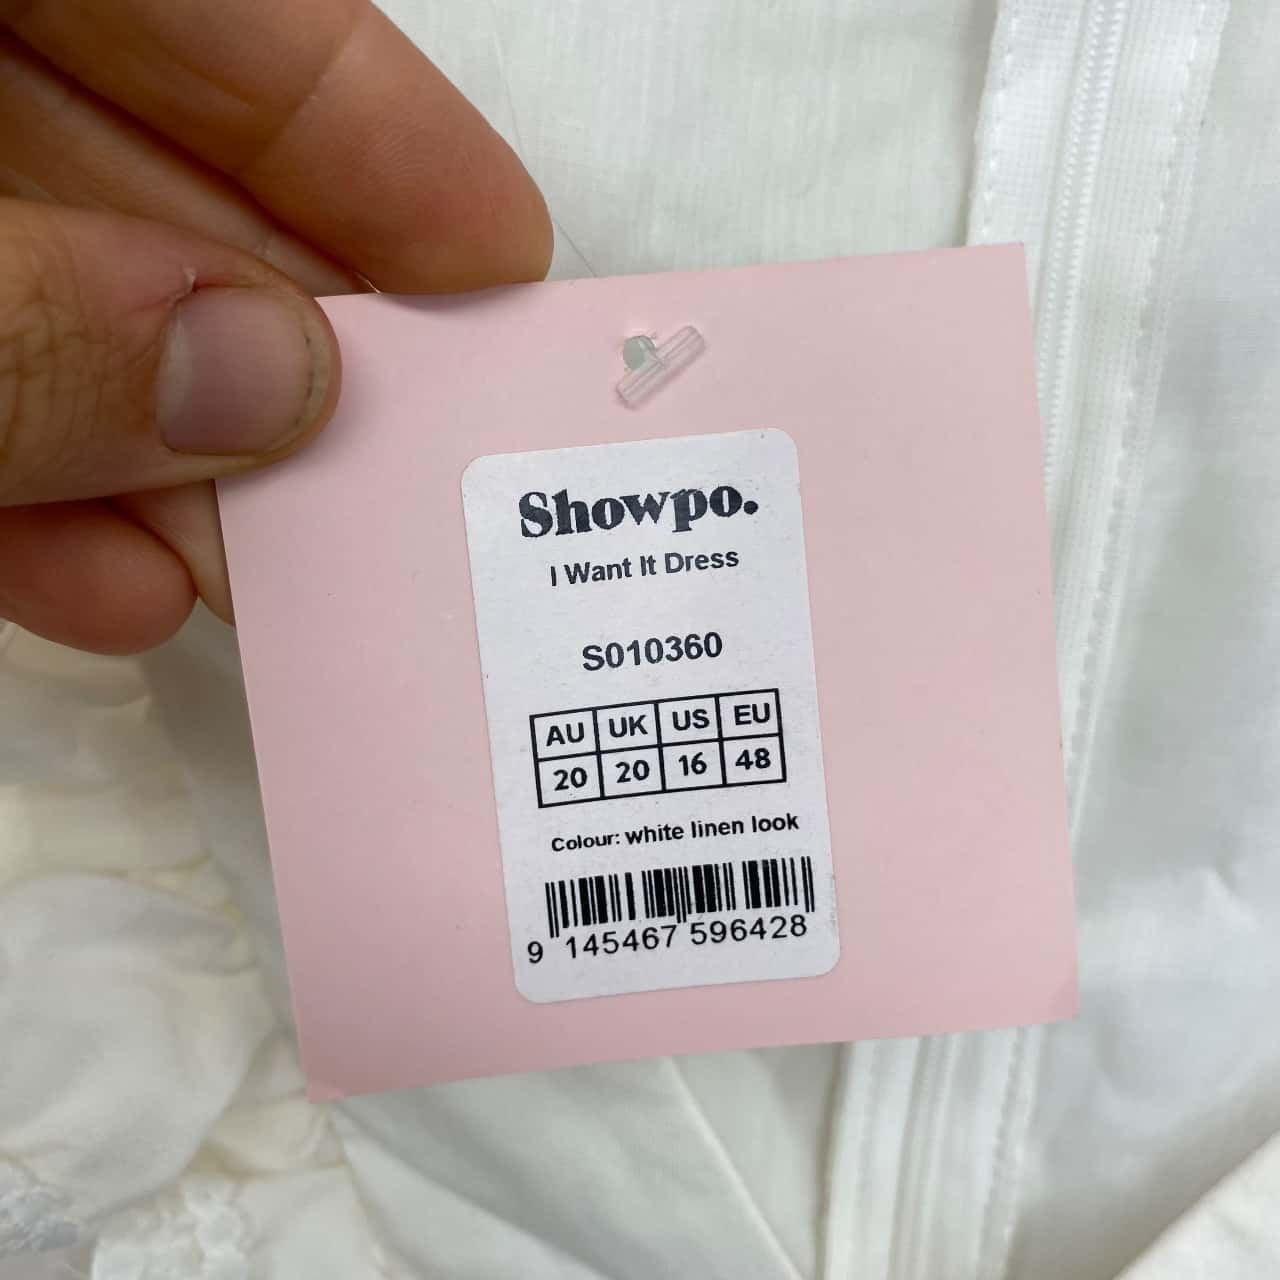 Showpo.
I Want It Dress
S010360
AU UK US EU
20 20 16 48
Colour: white linen look
9 145467 596428